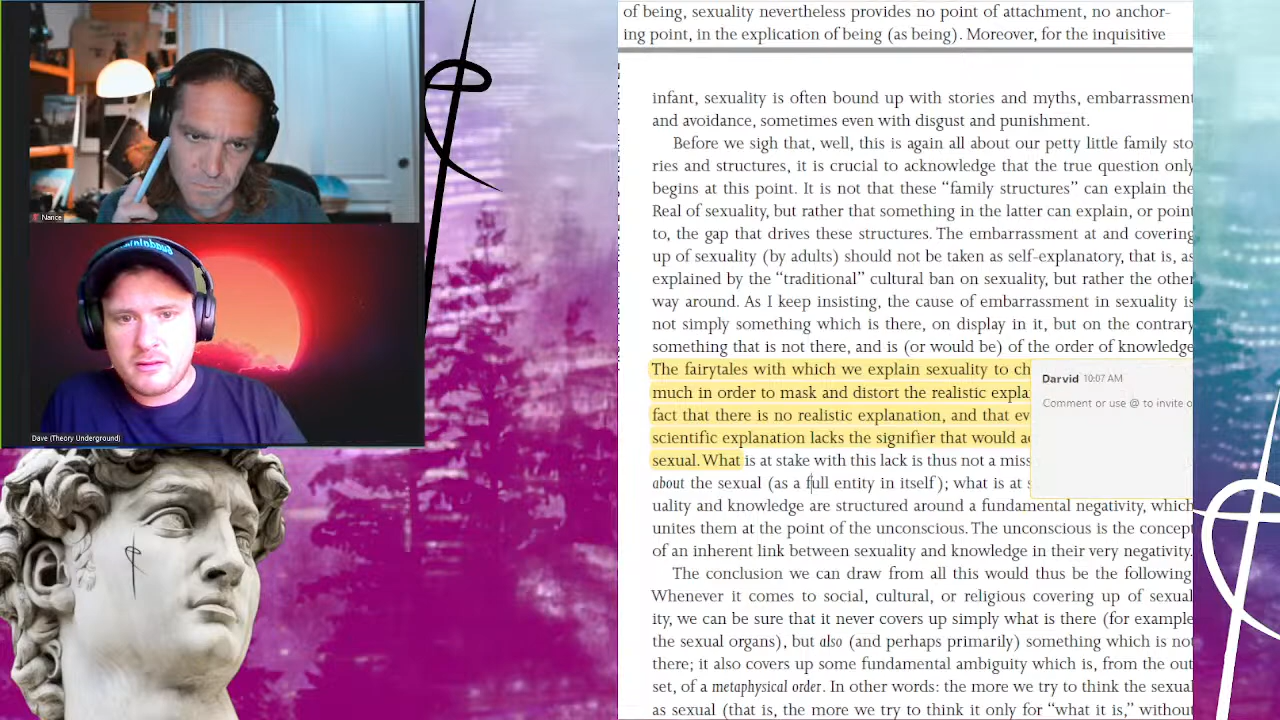 Nance
Dave (Theory Underground)
of being, sexuality nevertheless provides no point of attachment, no anchor-
ing point, in the explication of being (as being). Moreover, for the inquisitive
infant, sexuality is often bound up with stories and myths, embarrassment
and avoidance, sometimes even with disgust and punishment.
Before we sigh that, well, this is again all about our petty little family sto
ries and structures, it is crucial to acknowledge that the true question only
begins at this point. It is not that these “family structures” can explain the
Real of sexuality, but rather that something in the latter can explain, or point
to, the gap that drives these structures. The embarrassment at and covering
up of sexuality (by adults) should not be taken as self-explanatory, that is, as
explained by the “traditional” cultural ban on sexuality, but rather the other
way around. As I keep insisting, the cause of embarrassment in sexuality is
not simply something which is there, on display in it, but on the contrary
something that is not there, and is (or would be) of the order of knowledge
The fairytales with which we explain sexuality to ch
much in order to mask and distort the realistic expla
fact that there is no realistic explanation, and that ev
scientific explanation lacks the signifier that would a
sexual. What is at stake with this lack is thus not a miss
about the sexual (as a full entity in itself); what is at s
uality and knowledge are structured around a fundamental negativity, which
unites them at the point of the unconscious. The unconscious is the concept
of an inherent link between sexuality and knowledge in their very negativity.
The conclusion we can draw from all this would thus be the following
Whenever it comes to social, cultural, or religious covering up of sexual
ity, we can be sure that it never covers up simply what is there (for example
the sexual organs), but also (and perhaps primarily) something which is not
there; it also covers up some fundamental ambiguity which is, from the out
set, of a metaphysical order. In other words: the more we try to think the sexual
as sexual (that is, the more we try to think it only for “what it is,” without
Darvid 10:07 AM
Comment or use @ to invite o